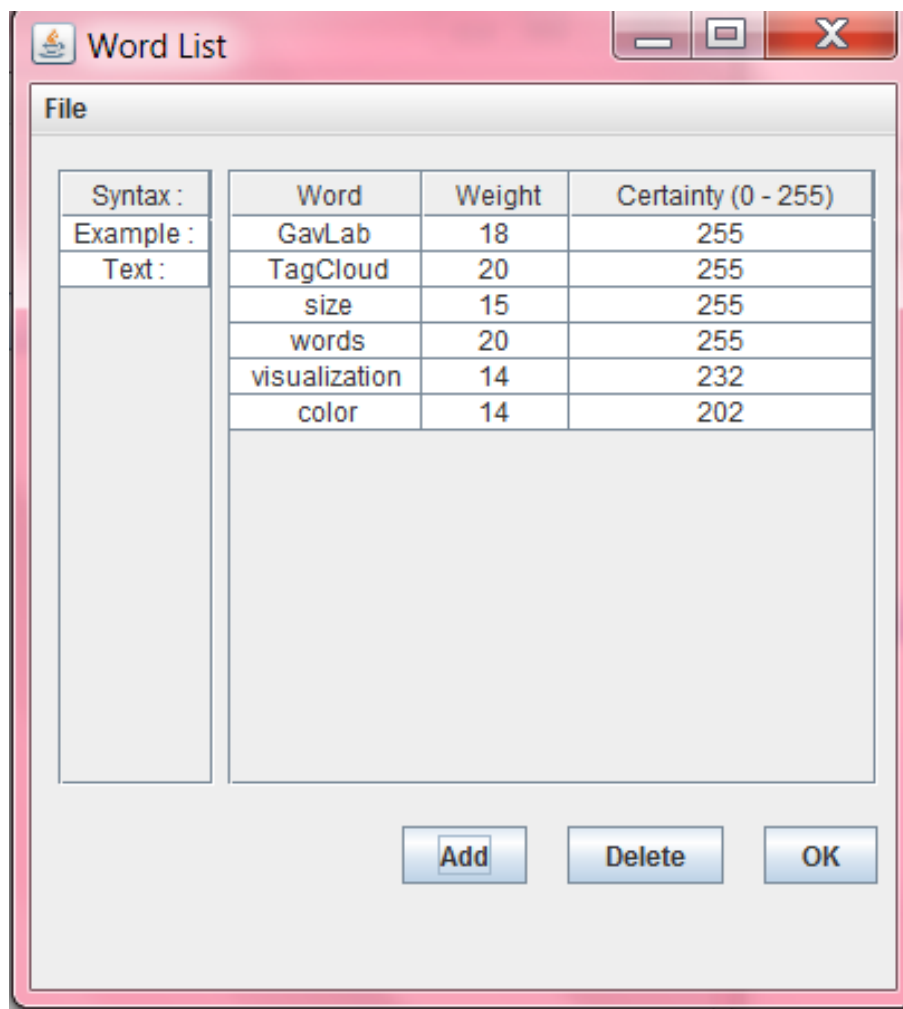 Word List
File
Syntax : Word Weight Certainty (0 - 255)
Example : GavLab 18 255
Text : TagCloud 20 255
size 15 255
words 20 255
visualization 14 232
color 14 202
Add Delete OK